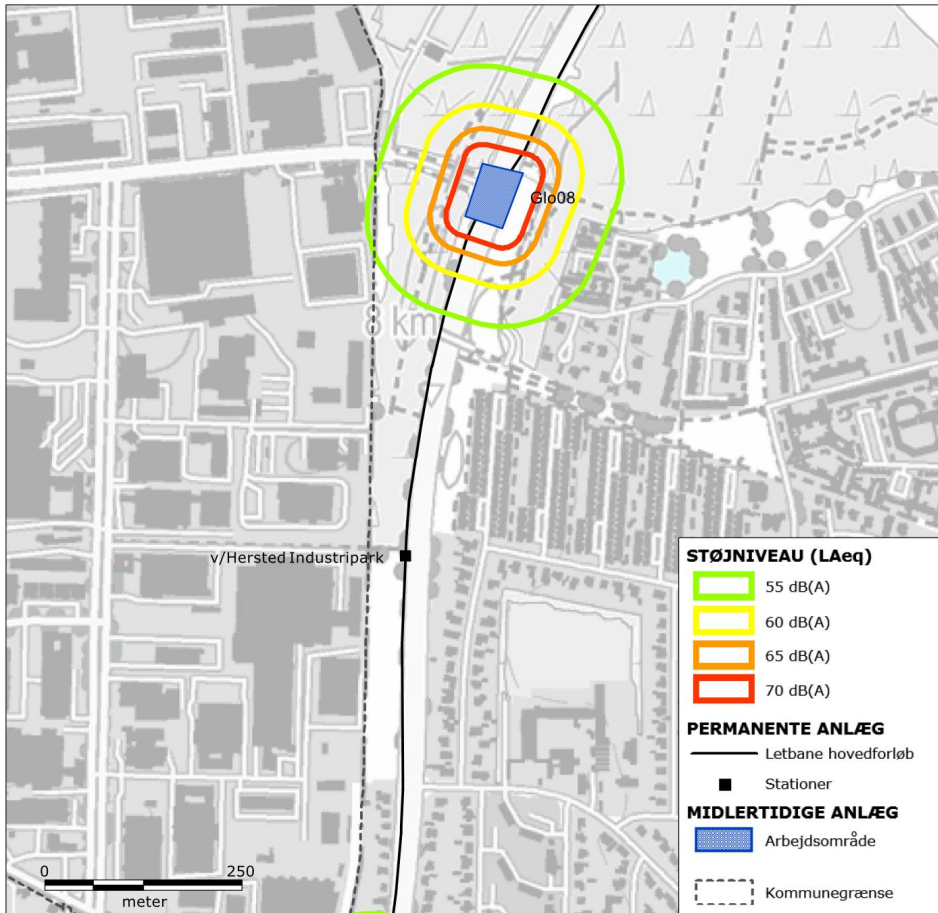 Glo08
8 km
v/Hersted Industripark
STØJNIVEAU (LAeq)
55 dB(A)
60 dB(A)
65 dB(A)
70 dB(A)
PERMANENTE ANLÆG
Letbane hovedforløb
Stationer
MIDLERTIDIGE ANLÆG
Arbejdsområde
Kommunegrænse
0 250
meter